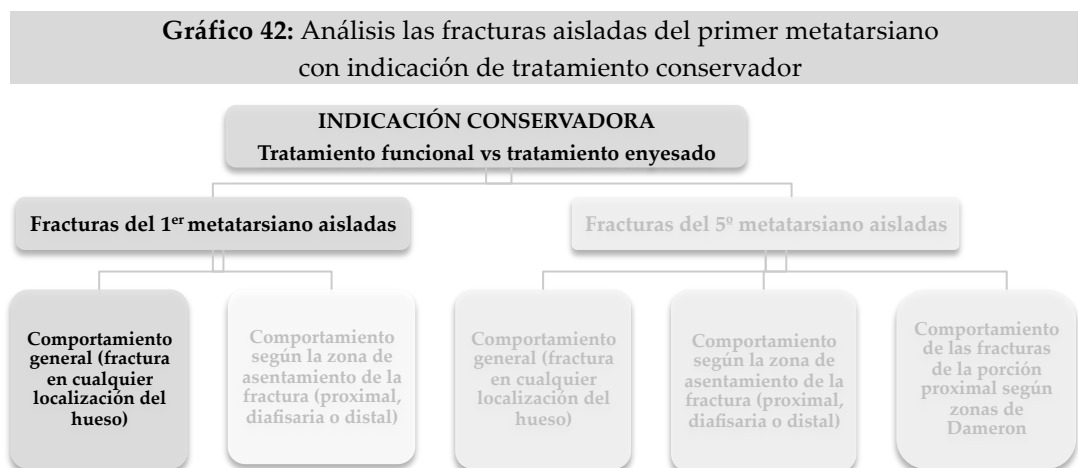 Gráfico 42: Análisis las fracturas aisladas del primer metatarsiano
con indicación de tratamiento conservador
INDICACIÓN CONSERVADORA
Tratamiento funcional vs tratamiento enyesado
Fracturas del 1er metatarsiano aisladas
Fracturas del 5º metatarsiano aisladas
Comportamiento
general (fractura
en cualquier
localización del
hueso)
Comportamiento
según la zona de
asentamiento de la
fractura (proximal,
diafisaria o distal)
Comportamiento
general (fractura
en cualquier
localización del
hueso)
Comportamiento
según la zona de
asentamiento de la
fractura (proximal,
diafisaria o distal)
Comportamiento
de las fracturas
de la porción
proximal según
zonas de
Dameron